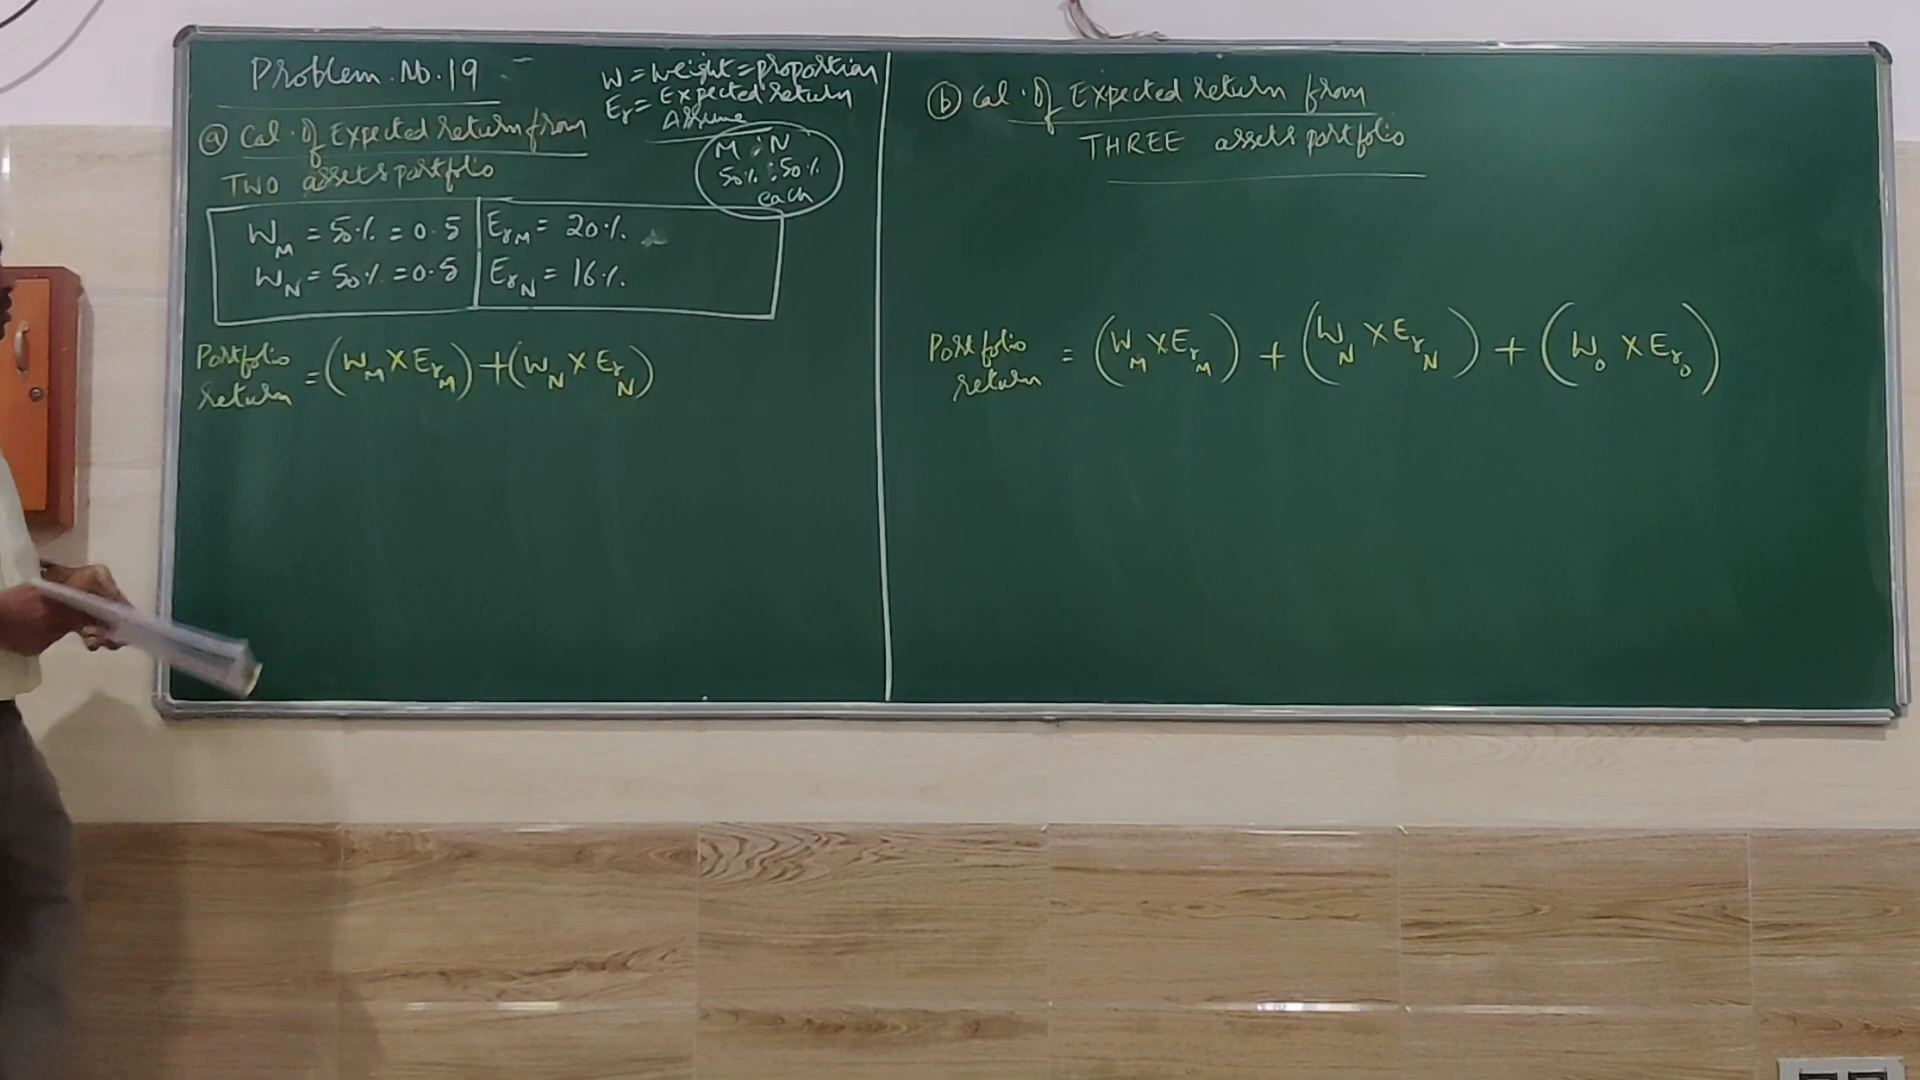 Problem. No. 19
W = Weight = proportion
Er = Expected return
Assume
M : N
50% : 50%
each
(a) Cal. Of Expected return from
TWO assets portfolio
WM = 50% = 0.5 ErM = 20%.
WN = 50% = 0.5 ErN = 16%.
Portfolio return = (WM X ErM) + (WN X ErN)
(b) Cal. Of Expected return from
THREE assets portfolio
Portfolio return = (WM X ErM) + (WN X ErN) + (WO X ErO)